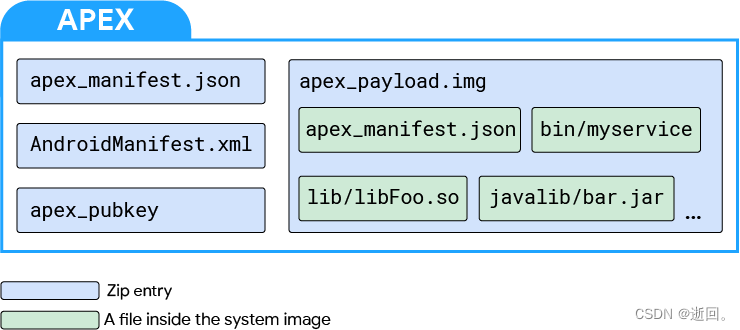 APEX
apex_manifest.json
AndroidManifest.xml
apex_pubkey
apex_payload.img
apex_manifest.json
bin/myservice
lib/libFoo.so
javalib/bar.jar
...
Zip entry
A file inside the system image
CSDN @逝回。